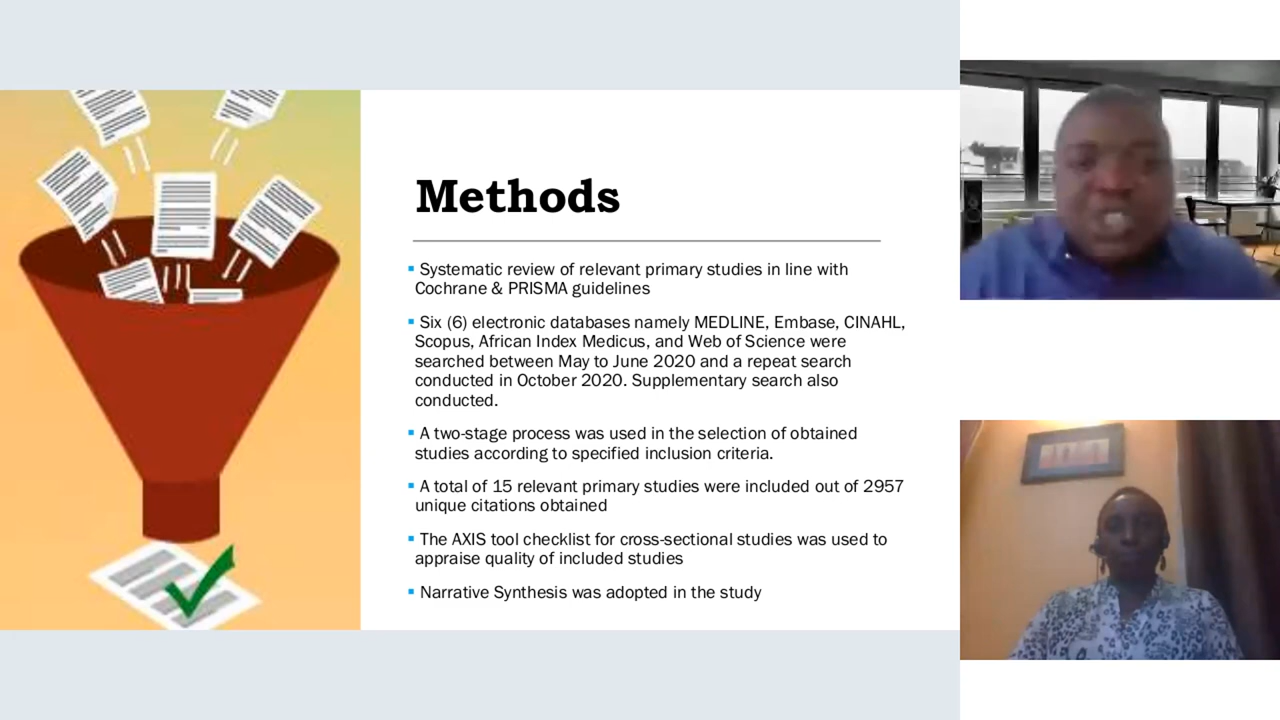 Methods
▪ Systematic review of relevant primary studies in line with
Cochrane & PRISMA guidelines
▪ Six (6) electronic databases namely MEDLINE, Embase, CINAHL,
Scopus, African Index Medicus, and Web of Science were
searched between May to June 2020 and a repeat search
conducted in October 2020. Supplementary search also
conducted.
▪ A two-stage process was used in the selection of obtained
studies according to specified inclusion criteria.
▪ A total of 15 relevant primary studies were included out of 2957
unique citations obtained
▪ The AXIS tool checklist for cross-sectional studies was used to
appraise quality of included studies
▪ Narrative Synthesis was adopted in the study